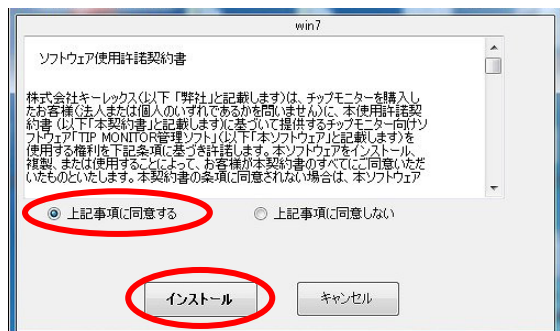 win7
ソフトウェア使用許諾契約書
株式会社キーレックス(以下「弊社」と記載します)は、チップモニターを購入し
たお客様(法人または個人のいずれであるかを問いません)に、本使用許諾契
約書(以下「本契約書」と記載します)に基づいて提供するチップモニター向けソ
フトウェア「TIP MONITOR管理ソフト」(以下「本ソフトウェア」と記載します)を
使用する権利を下記条項に基づき許諾します。本ソフトウェアをインストール、
複製、または使用することによって、お客様が本契約書のすべてにご同意いただ
いたものといたします。本契約書の条項に同意されない場合は、本ソフトウェア
上記事項に同意する
上記事項に同意しない
インストール
キャンセル